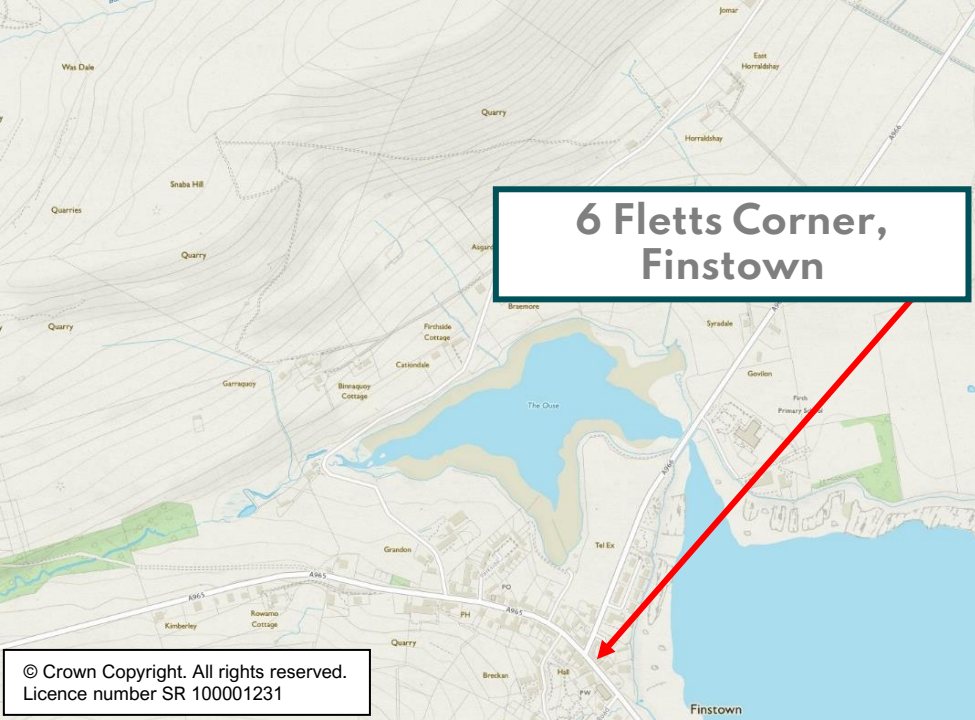 Jomar
Was Dale
East
Horraldshay
Quarry
A966
Horraldshay
Snaba Hill
Quarries
Quarry
6 Fletts Corner,
Finstown
Braemore
Quarry
Firthside
Cottage
Syradale
Cationdale
Govilon
Garraquoy
Binnaquoy
Cottage
The Ouse
Firth
Primary School
A966
Tel Ex
Grandon
A965
PO
A965
A965
PH
Rowamo
Cottage
Kimberley
Quarry
Breckan
Hall
PW
Finstown
© Crown Copyright. All rights reserved.
Licence number SR 100001231